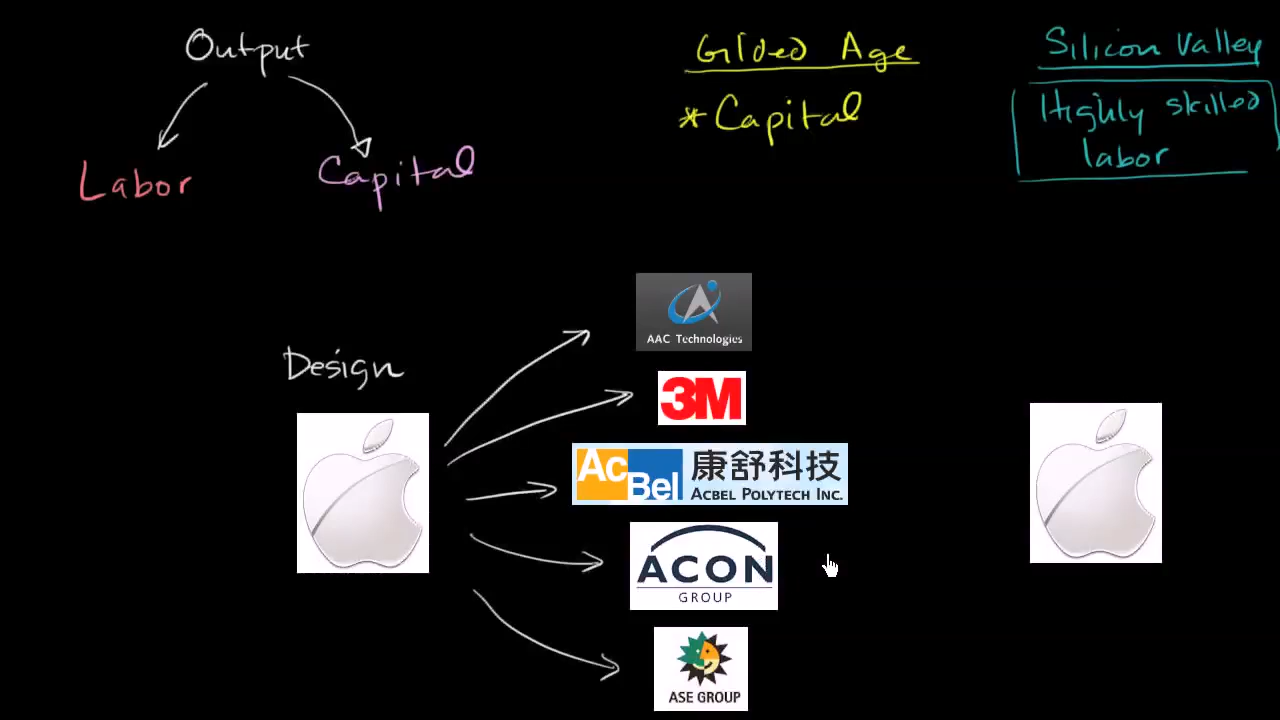 Output
Labor
Capital
Gilded Age
*Capital
Silicon Valley
Highly skilled
labor
Design
AAC Technologies
3M
AcBel 康舒科技
ACBEL POLYTECH INC.
ACON
GROUP
ASE GROUP